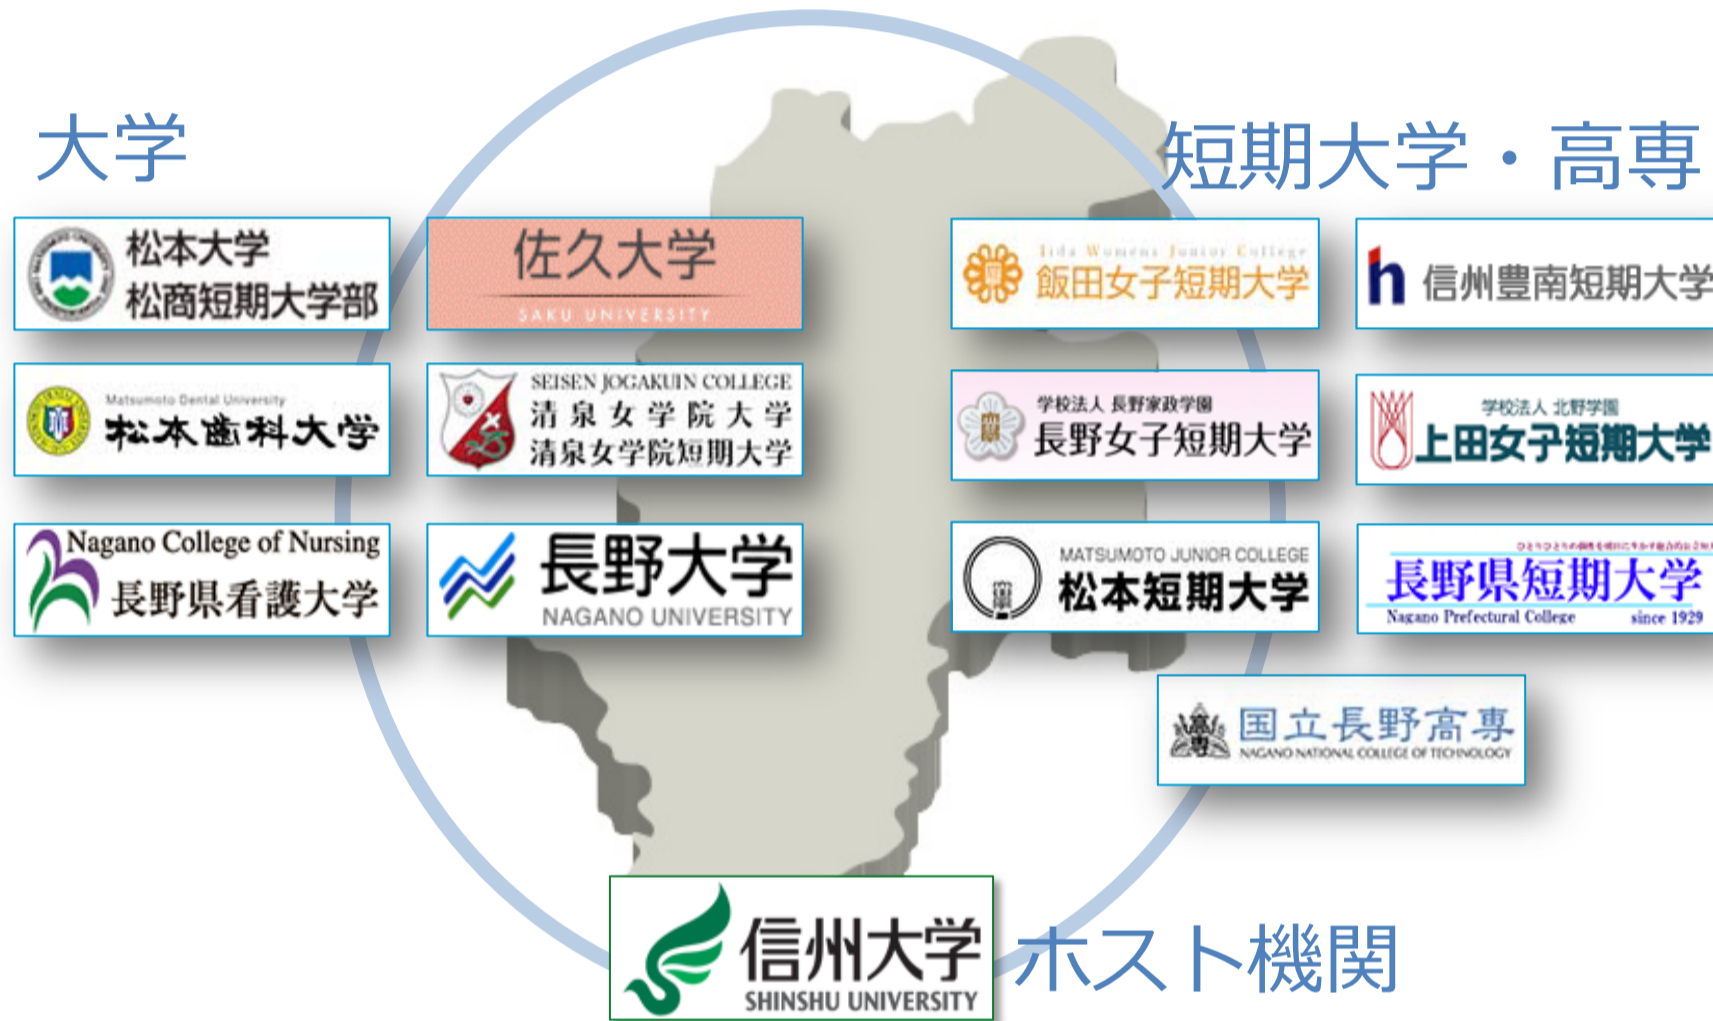 大学
短期大学・高専
松本大学
松商短期大学部
佐久大学
SAKU UNIVERSITY
Iida Womens Junior College
飯田女子短期大学
信州豊南短期大学
Matsumoto Dental University
松本歯科大学
SEISEN JOGAKUIN COLLEGE
清泉女学院大学
清泉女学院短期大学
学校法人 長野家政学園
長野女子短期大学
学校法人 北野学園
上田女子短期大学
Nagano College of Nursing
長野県看護大学
長野大学
NAGANO UNIVERSITY
MATSUMOTO JUNIOR COLLEGE
松本短期大学
長野県短期大学
Nagano Prefectural College since 1929
国立長野高専
NAGANO NATIONAL COLLEGE OF TECHNOLOGY
信州大学
SHINSHU UNIVERSITY
ホスト機関